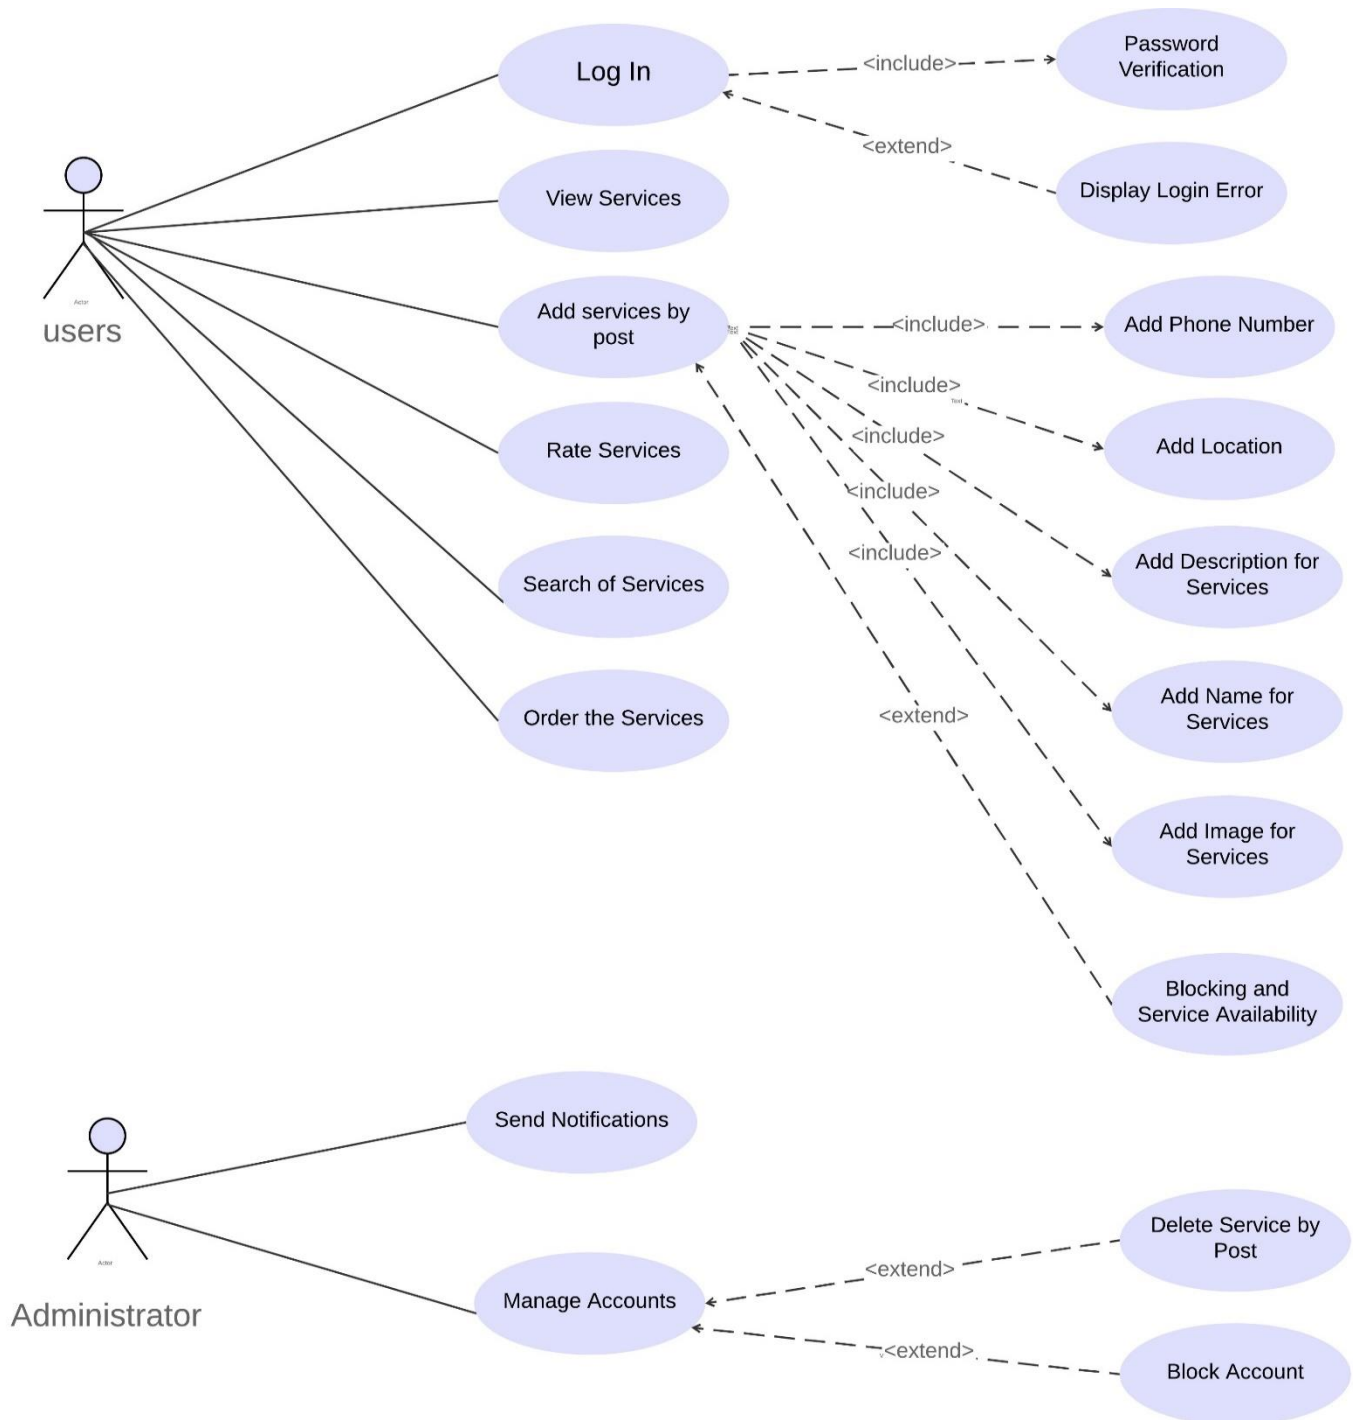 Log In
<include>
Password
Verification
<extend>
Display Login Error
View Services
Actor
users
Add services by
post
<include>
Add Phone Number
<include>
Text
Add Location
<include>
Rate Services
<include>
<include>
Add Description for
Services
Search of Services
Order the Services
<extend>
Add Name for
Services
Add Image for
Services
Blocking and
Service Availability
Send Notifications
Actor
Administrator
Manage Accounts
<extend>
Delete Service by
Post
<extend>
Block Account